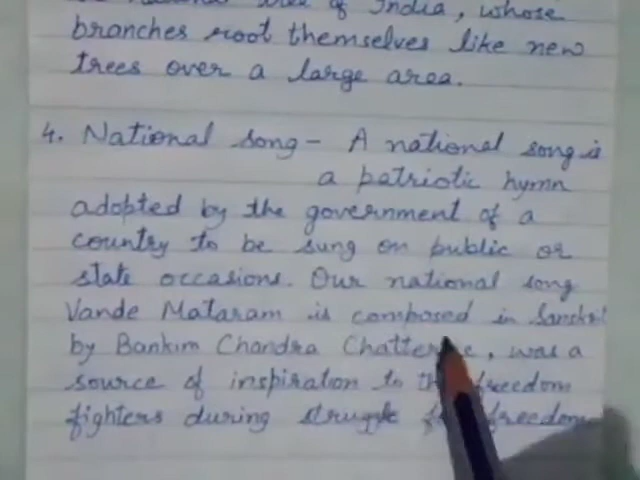 tree of India, whose
branches root themselves like new
trees over a large area.
4. National song - A national song is
a patriotic hymn
adopted by the government of a
country to be sung on public or
state occasions. Our national song
Vande Mataram is composed in
by Bankim Chandra, was a
source of inspiration to freedom
fighters during struggle freedom